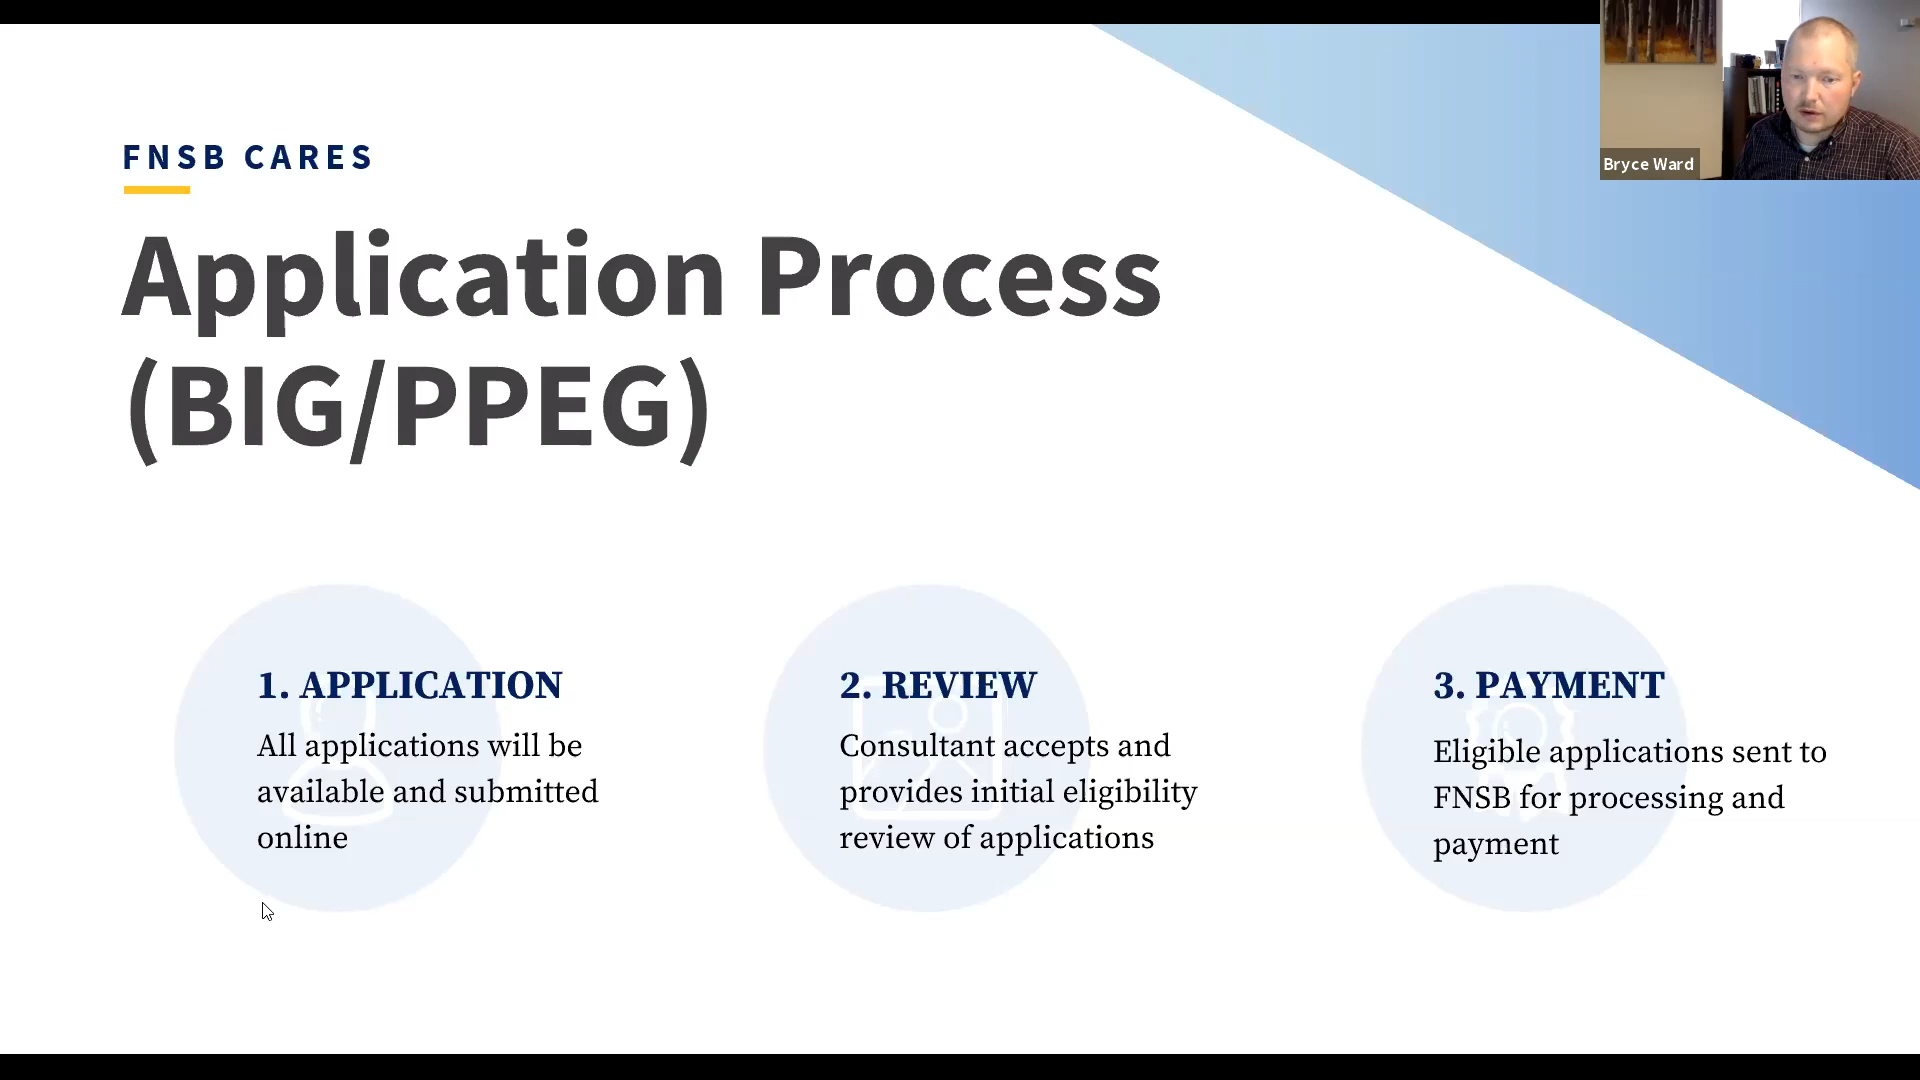 FNSB CARES
Application Process
(BIG/PPEG)
1. APPLICATION
All applications will be
available and submitted
online
2. REVIEW
Consultant accepts and
provides initial eligibility
review of applications
3. PAYMENT
Eligible applications sent to
FNSB for processing and
payment
Bryce Ward